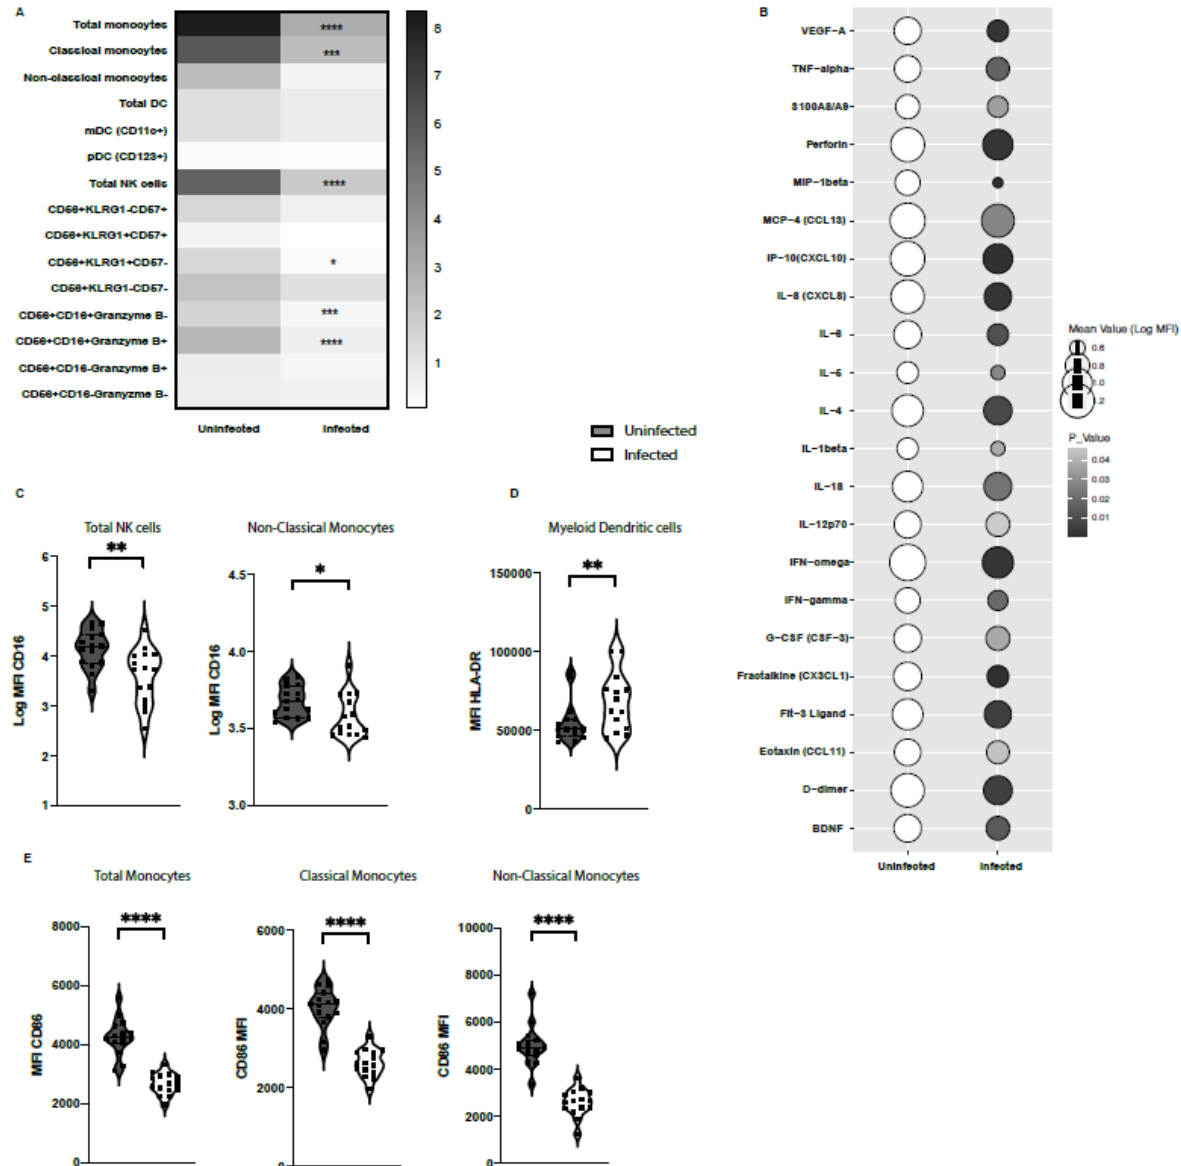 A
Total monocytes
Classical monocytes
Non-classical monocytes
Total DC
mDC (CD11c+)
pDC (CD123+)
Total NK cells
CD56+KLRG1-CD57+
CD56+KLRG1+CD57+
CD56+KLRG1+CD57-
CD56+KLRG1-CD57-
CD56+CD16+Granzyme B-
CD56+CD16+Granzyme B+
CD56+CD16-Granzyme B+
CD56+CD16-Granyzme B-
****
***
****
*
***
****
Uninfected Infected
8
7
6
5
4
3
2
1
B
VEGF-A
TNF-alpha
S100A8/A9
Perforin
MIP-1beta
MCP-4 (CCL13)
IP-10(CXCL10)
IL-8 (CXCL8)
IL-6
IL-5
IL-4
IL-1beta
IL-18
IL-12p70
IFN-omega
IFN-gamma
G-CSF (CSF-3)
Fractalkine (CX3CL1)
Flt-3 Ligand
Eotaxin (CCL11)
D-dimer
BDNF
Uninfected Infected
Mean Value (Log MFI)
0.6
0.8
1.0
.2
P_Value
0.04
0.03
0.02
0.01
Uninfected
Infected
C
Total NK cells
**
Log MFI CD16
6
5
4
3
2
1
Non-Classical Monocytes
*
Log MFI CD16
4.5
4.0
3.5
3.0
D
Myeloid Dendritic cells
**
MFI HLA-DR
150000
100000
50000
0
E
Total Monocytes
****
MFI CD86
8000
6000
4000
2000
0
Classical Monocytes
****
CD86 MFI
6000
4000
2000
Non-Classical Monocytes
****
CD86 MFI
10000
8000
6000
4000
2000
0